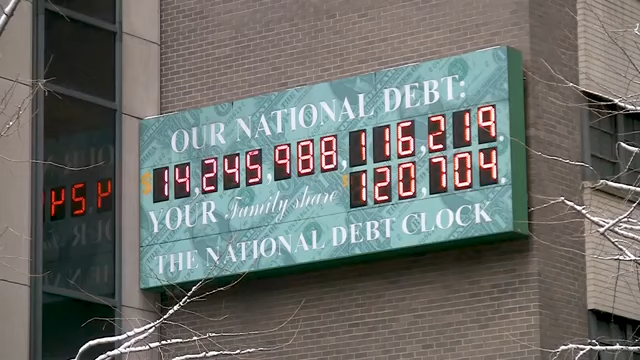 OUR NATIONAL DEBT:
$14,245,988,116,219.
YOUR Family share $120,704.
THE NATIONAL DEBT CLOCK